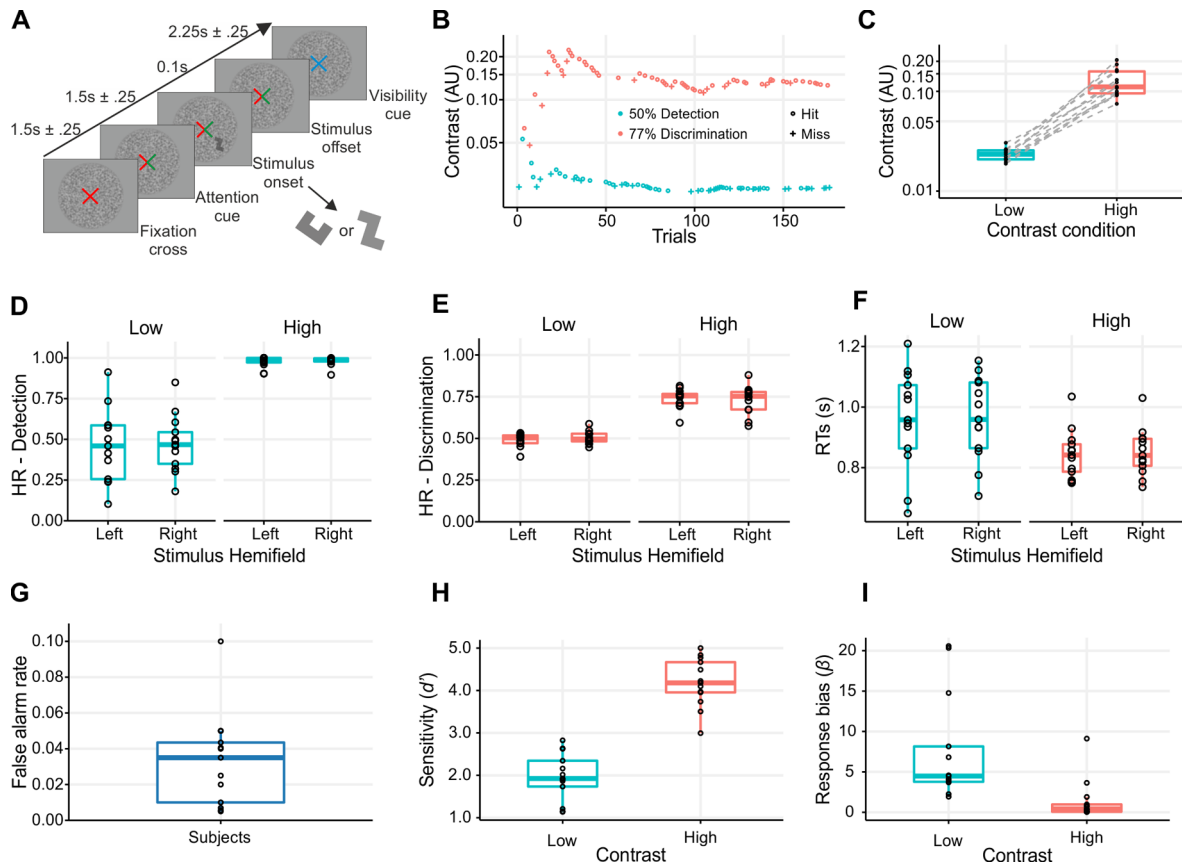 A
2.25s ± .25
0.1s
1.5s ± .25
1.5s ± .25
Visibility
cue
Stimulus
offset
Stimulus
onset
Attention
cue
Fixation
cross
or
B
Contrast (AU)
0.20
0.15
0.10
0.05
50% Detection
77% Discrimination
Hit
Miss
0
50
100
150
Trials
C
Contrast (AU)
0.20
0.15
0.10
0.05
0.01
Low
High
Contrast condition
D
Low
High
HR - Detection
1.00
0.75
0.50
0.25
0.00
Left
Right
Left
Right
Stimulus Hemifield
E
Low
High
HR - Discrimination
1.00
0.75
0.50
0.25
0.00
Left
Right
Left
Right
Stimulus Hemifield
F
Low
High
RTs (s)
1.2
1.0
0.8
Left
Right
Left
Right
Stimulus Hemifield
G
False alarm rate
0.10
0.08
0.06
0.04
0.02
0.00
Subjects
H
Sensitivity (d')
5.0
4.0
3.0
2.0
1.0
Low
High
Contrast
I
Response bias (β)
20
15
10
5
0
Low
High
Contrast